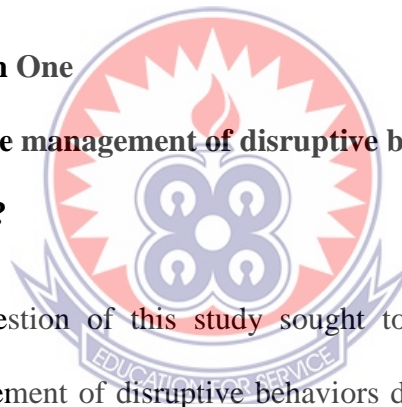 One
e management of disruptive b
?
estion of this study sought to
EDUCATION FOR SERVICE
ement of disruptive behaviors d